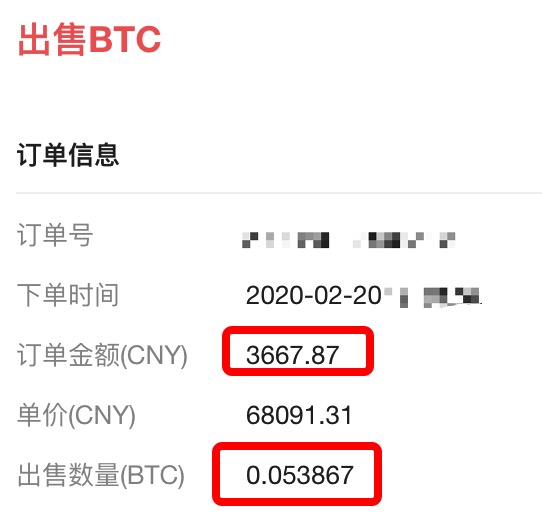 出售BTC
订单信息
订单号
下单时间 2020-02-20
订单金额(CNY) 3667.87
单价(CNY) 68091.31
出售数量(BTC) 0.053867